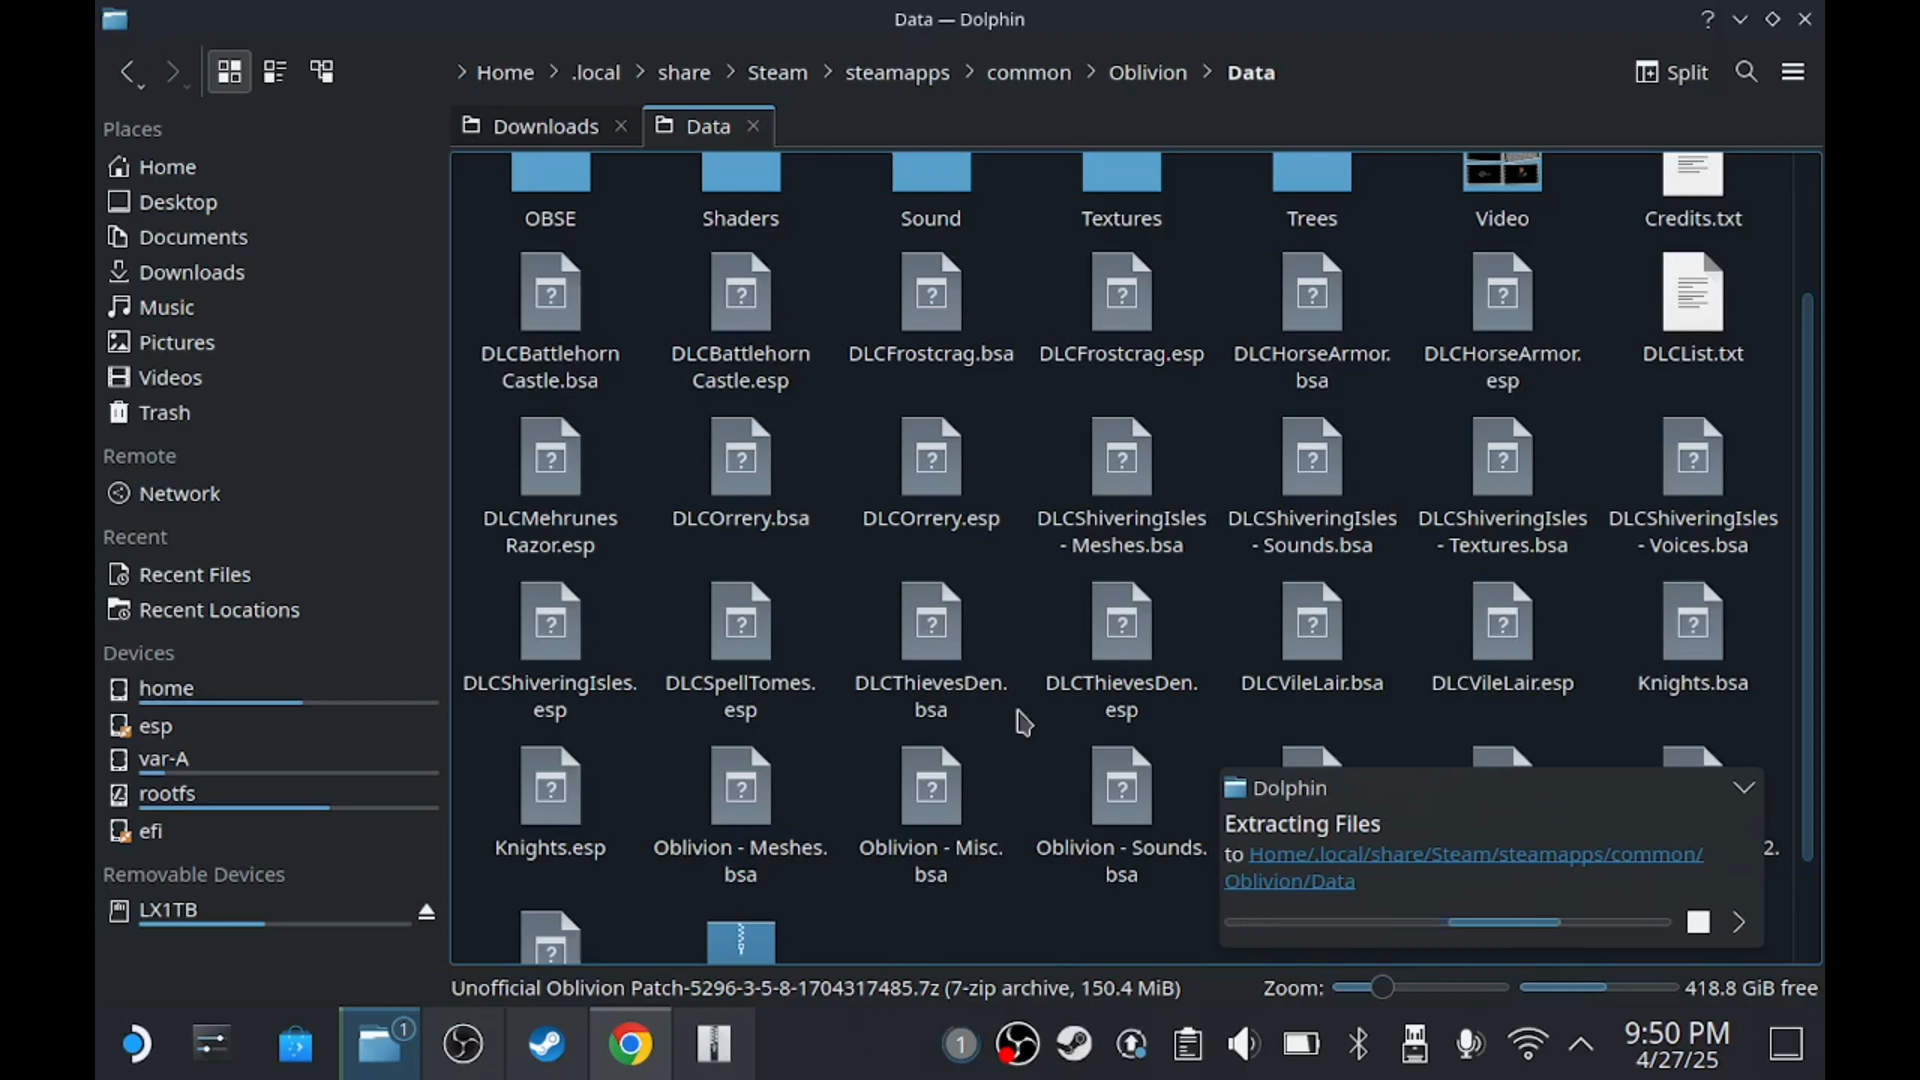 Data — Dolphin
Home > .local > share > Steam > steamapps > common > Oblivion > Data
Split
Downloads
Data
Places
Home
Desktop
Documents
Downloads
Music
Pictures
Videos
Trash
Remote
Network
Recent
Recent Files
Recent Locations
Devices
home
esp
var-A
rootfs
efi
Removable Devices
LX1TB
OBSE
Shaders
Sound
Textures
Trees
Video
Credits.txt
DLCBattlehorn
Castle.bsa
DLCBattlehorn
Castle.esp
DLCFrostcrag.bsa
DLCFrostcrag.esp
DLCHorseArmor.
bsa
DLCHorseArmor.
esp
DLCList.txt
DLCMehrunes
Razor.esp
DLCOrrery.bsa
DLCOrrery.esp
DLCShiveringIsles
- Meshes.bsa
DLCShiveringIsles
- Sounds.bsa
DLCShiveringIsles
- Textures.bsa
DLCShiveringIsles
- Voices.bsa
DLCShiveringIsles.
esp
DLCSpellTomes.
esp
DLCThievesDen.
bsa
DLCThievesDen.
esp
DLCVileLair.bsa
DLCVileLair.esp
Knights.bsa
Knights.esp
Oblivion - Meshes.
bsa
Oblivion - Misc.
bsa
Oblivion - Sounds.
bsa
2.
Dolphin
Extracting Files
to Home/.local/share/Steam/steamapps/common/
Oblivion/Data
Unofficial Oblivion Patch-5296-3-5-8-1704317485.7z (7-zip archive, 150.4 MiB)
Zoom:
418.8 GiB free
1
1
9:50 PM
4/27/25